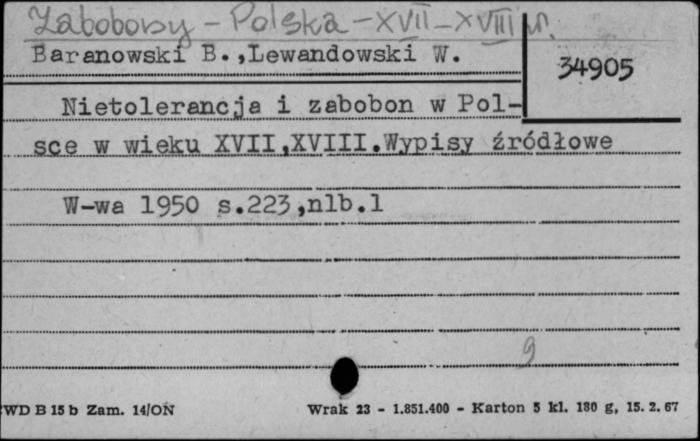 Zabobony - Polska - XVII - XVIII w.
Baranowski B.,Lewandowski W.
34905
Nietolerancja i zabobon w Pol-
sce w wieku XVII,XVIII.Wypisy źródłowe
W-wa 1950 s.223,nlb.1
9
WD B 15 b Zam. 14/ON Wrak 23 - 1.851.400 - Karton 5 kl. 180 g, 15. 2. 67